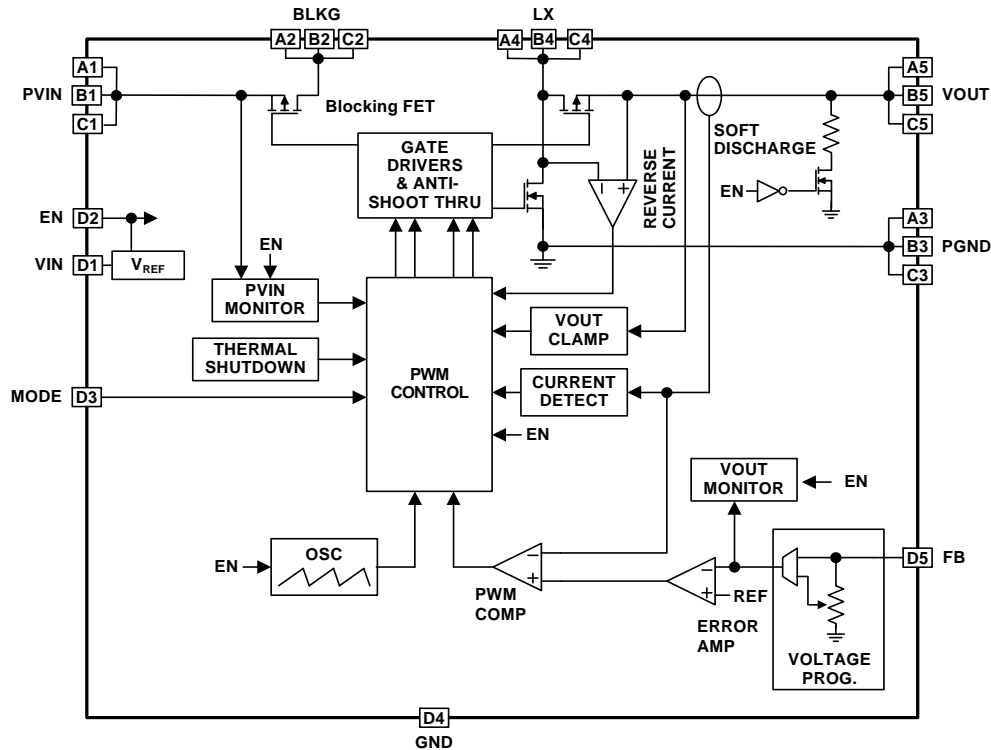 BLKG
LX
A2 B2 C2
A4 B4 C4
A1
PVIN B1
C1
A5
B5 VOUT
C5
Blocking FET
SOFT
DISCHARGE
EN
GATE
DRIVERS
& ANTI-
SHOOT THRU
REVERSE
CURRENT
EN D2
VIN D1
VREF
EN
PVIN
MONITOR
A3
B3 PGND
C3
VOUT
CLAMP
THERMAL
SHUTDOWN
PWM
CONTROL
CURRENT
DETECT
MODE D3
EN
VOUT
MONITOR
EN
EN
OSC
PWM
COMP
− +
− +
REF
ERROR
AMP
D5 FB
VOLTAGE
PROG.
D4
GND